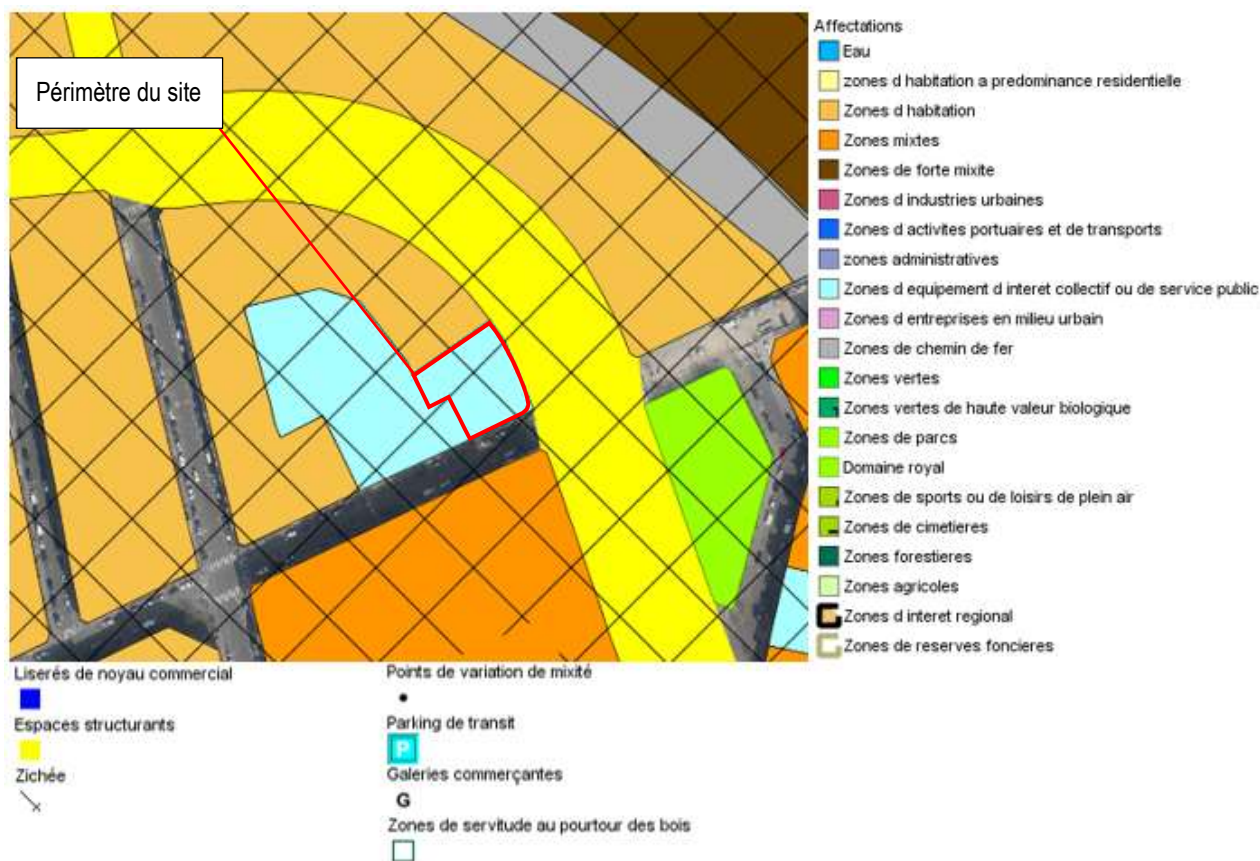 Périmètre du site
Affectations
Eau
zones d habitation a predominance residentielle
Zones d habitation
Zones mixtes
Zones de forte mixite
Zones d industries urbaines
Zones d activites portuaires et de transports
zones administratives
Zones d equipement d interet collectif ou de service public
Zones d entreprises en milieu urbain
Zones de chemin de fer
Zones vertes
Zones vertes de haute valeur biologique
Zones de parcs
Domaine royal
Zones de sports ou de loisirs de plein air
Zones de cimetieres
Zones forestieres
Zones agricoles
Zones d interet regional
Zones de reserves foncieres
Liserés de noyau commercial
Espaces structurants
Zichée
Points de variation de mixité
Parking de transit
P
Galeries commerçantes
G
Zones de servitude au pourtour des bois